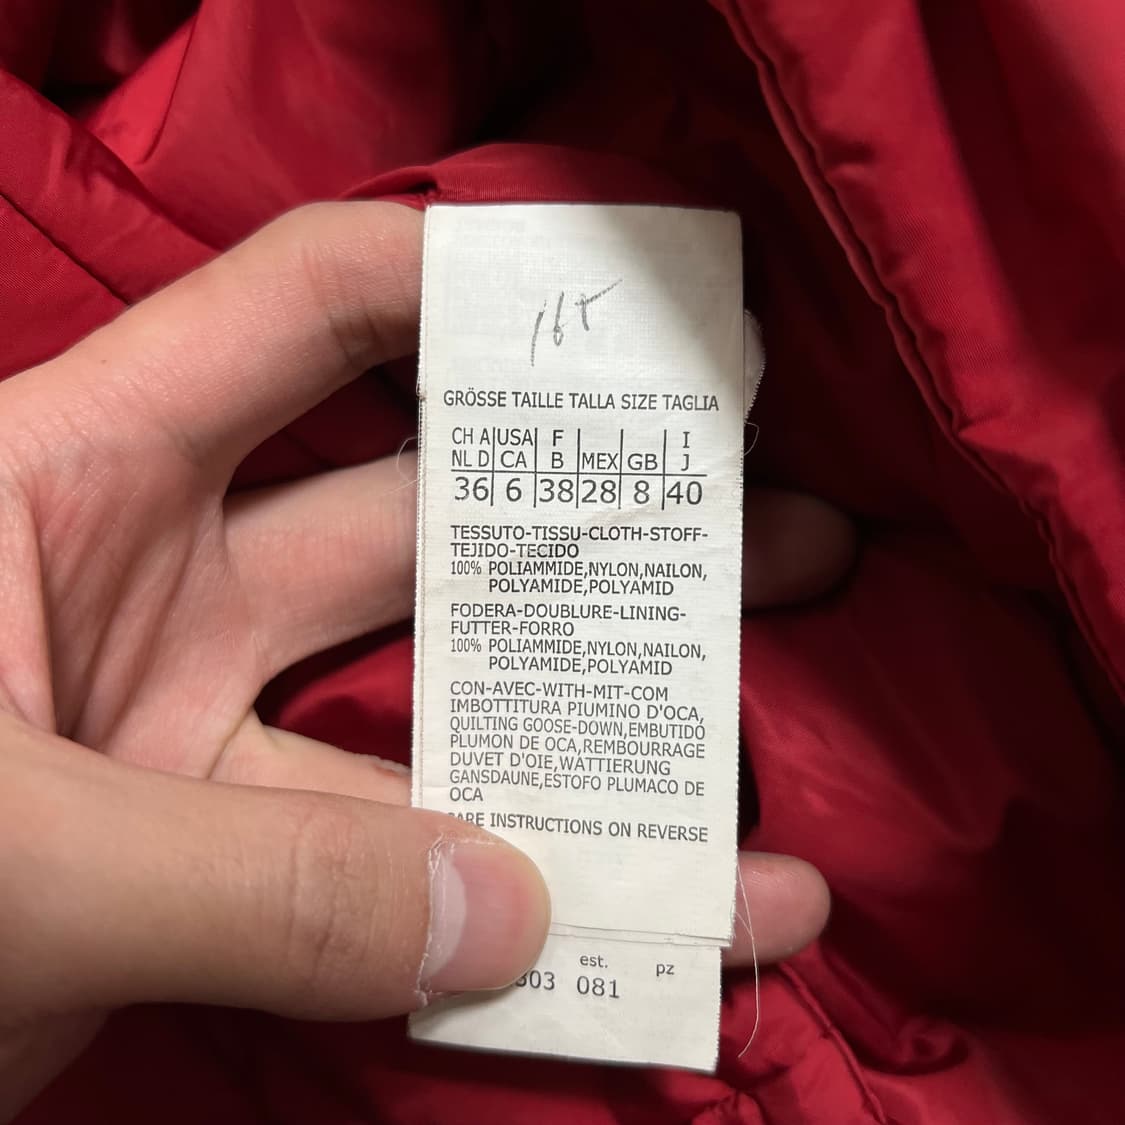 16T
GRÖSSE TAILLE TALLA SIZE TAGLIA
CH A USA F I
NL D CA B MEX GB J
36 6 38 28 8 40
TESSUTO-TISSU-CLOTH-STOFF-
TEJIDO-TECIDO
100% POLIAMMIDE,NYLON,NAILON,
POLYAMIDE,POLYAMID
FODERA-DOUBLURE-LINING-
FUTTER-FORRO
100% POLIAMMIDE,NYLON,NAILON,
POLYAMIDE,POLYAMID
CON-AVEC-WITH-MIT-COM
IMBOTTITURA PIUMINO D'OCA,
QUILTING GOOSE-DOWN,EMBUTIDO
PLUMON DE OCA,REMBOURRAGE
DUVET D'OIE,WATTIERUNG
GANSDAUNE,ESTOFO PLUMACO DE
OCA
CARE INSTRUCTIONS ON REVERSE
est. pz
081